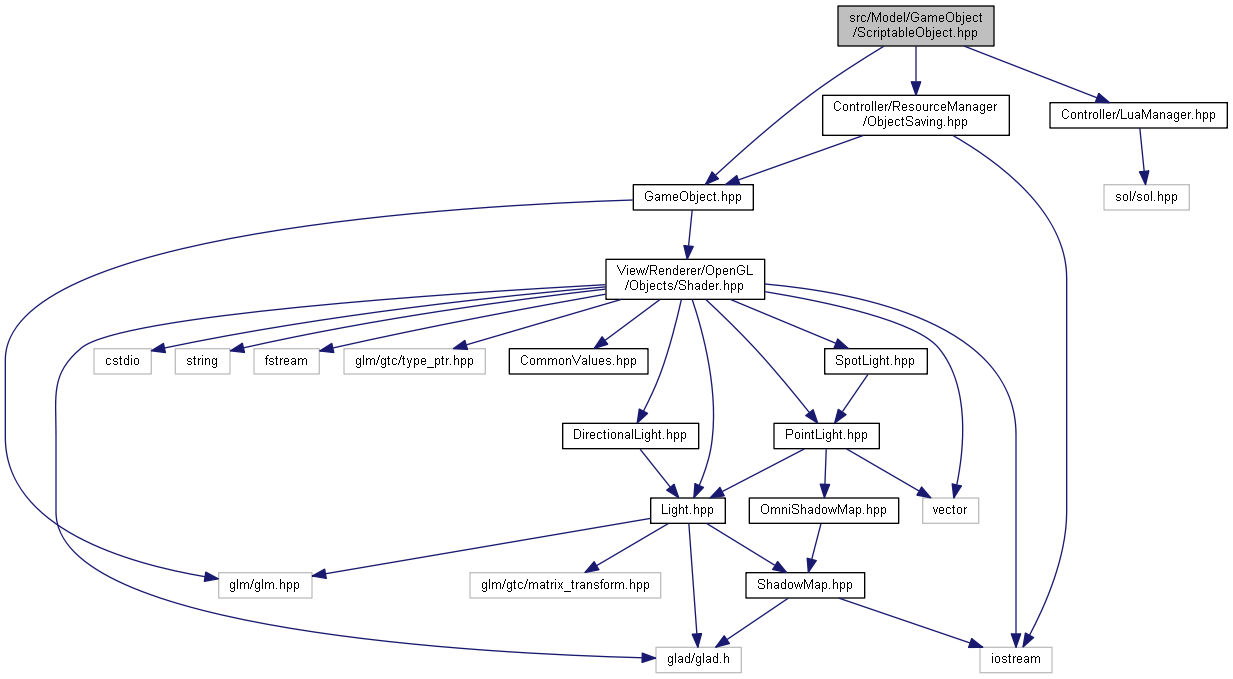 src/Model/GameObject
/ScriptableObject.hpp
Controller/ResourceManager
/ObjectSaving.hpp
Controller/LuaManager.hpp
GameObject.hpp
sol/sol.hpp
View/Renderer/OpenGL
/Objects/Shader.hpp
cstdio
string
fstream
glm/gtc/type_ptr.hpp
CommonValues.hpp
SpotLight.hpp
DirectionalLight.hpp
PointLight.hpp
Light.hpp
OmniShadowMap.hpp
vector
glm/glm.hpp
glm/gtc/matrix_transform.hpp
ShadowMap.hpp
glad/glad.h
iostream